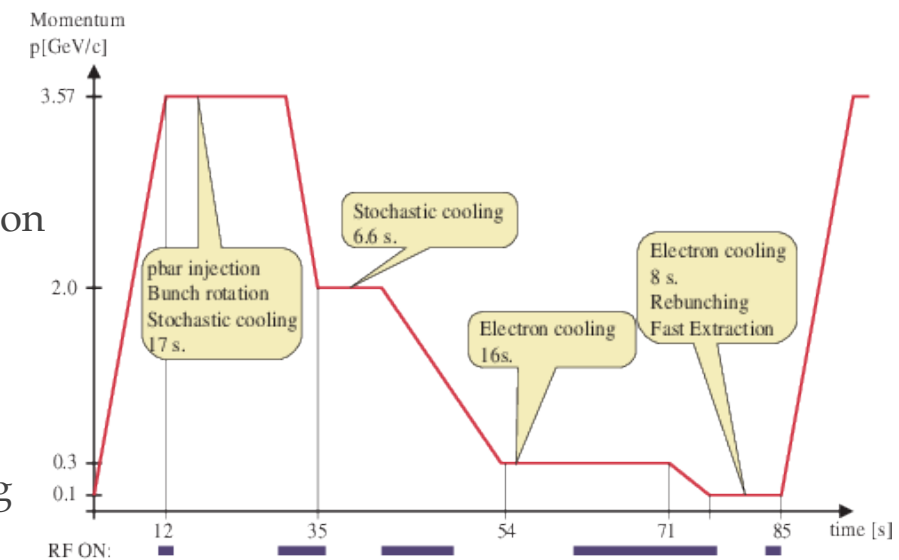 Momentum
p[GeV/c]
3.57
on
Stochastic cooling
6.6 s.
pbar injection
Bunch rotation
Stochastic cooling
17 s.
Electron cooling
8 s.
Rebunching
Fast Extraction
2.0
Electron cooling
16s.
0.3
g
0.1
12
35
54
71
85
time [s]
RF ON: